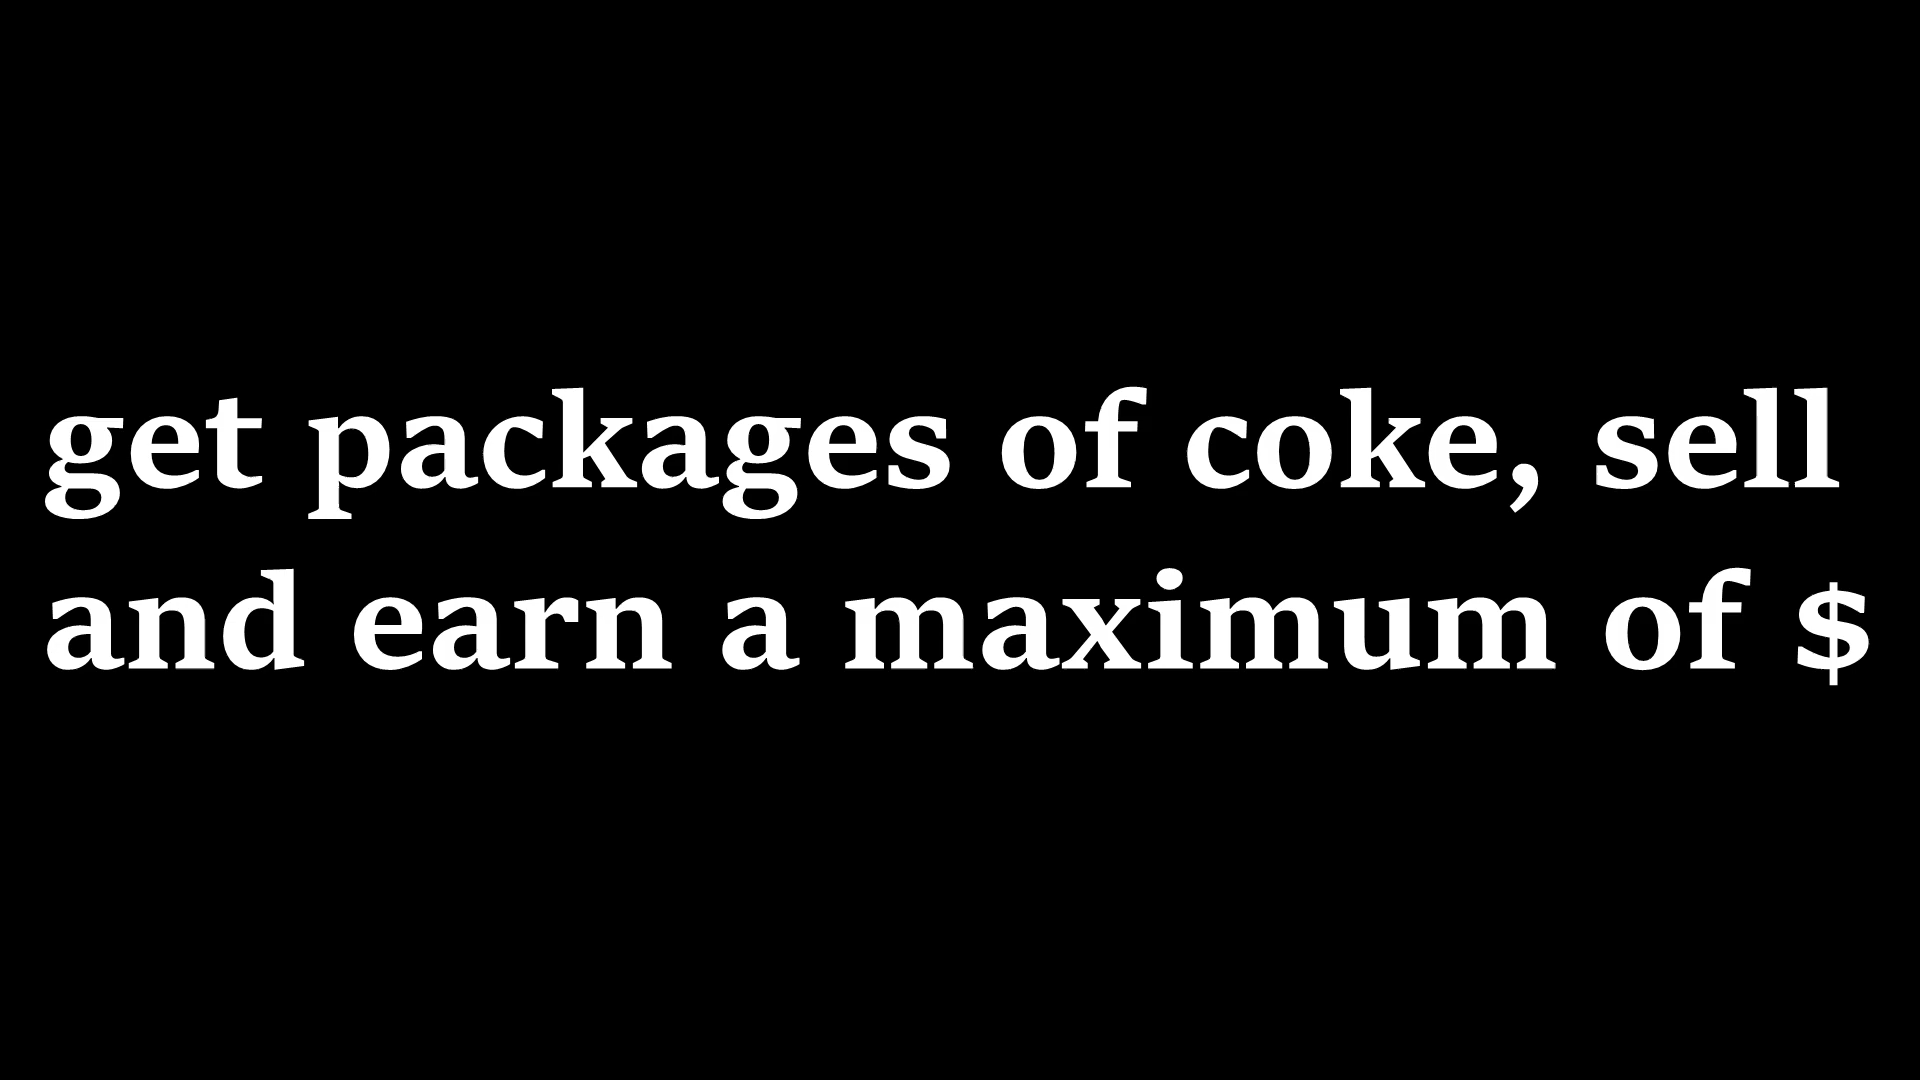 get packages of coke, sell
and earn a maximum of $